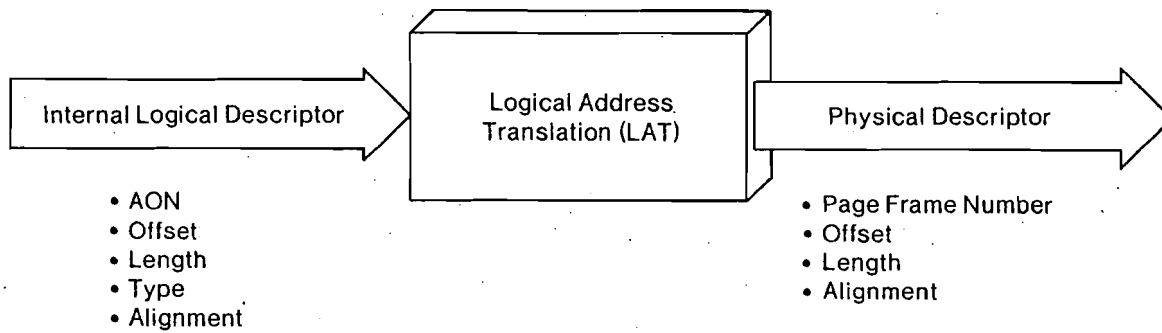 Internal Logical Descriptor
Logical Address
Translation (LAT)
Physical Descriptor
• AON
• Offset
• Length
• Type
• Alignment
• Page Frame Number
• Offset
• Length
• Alignment